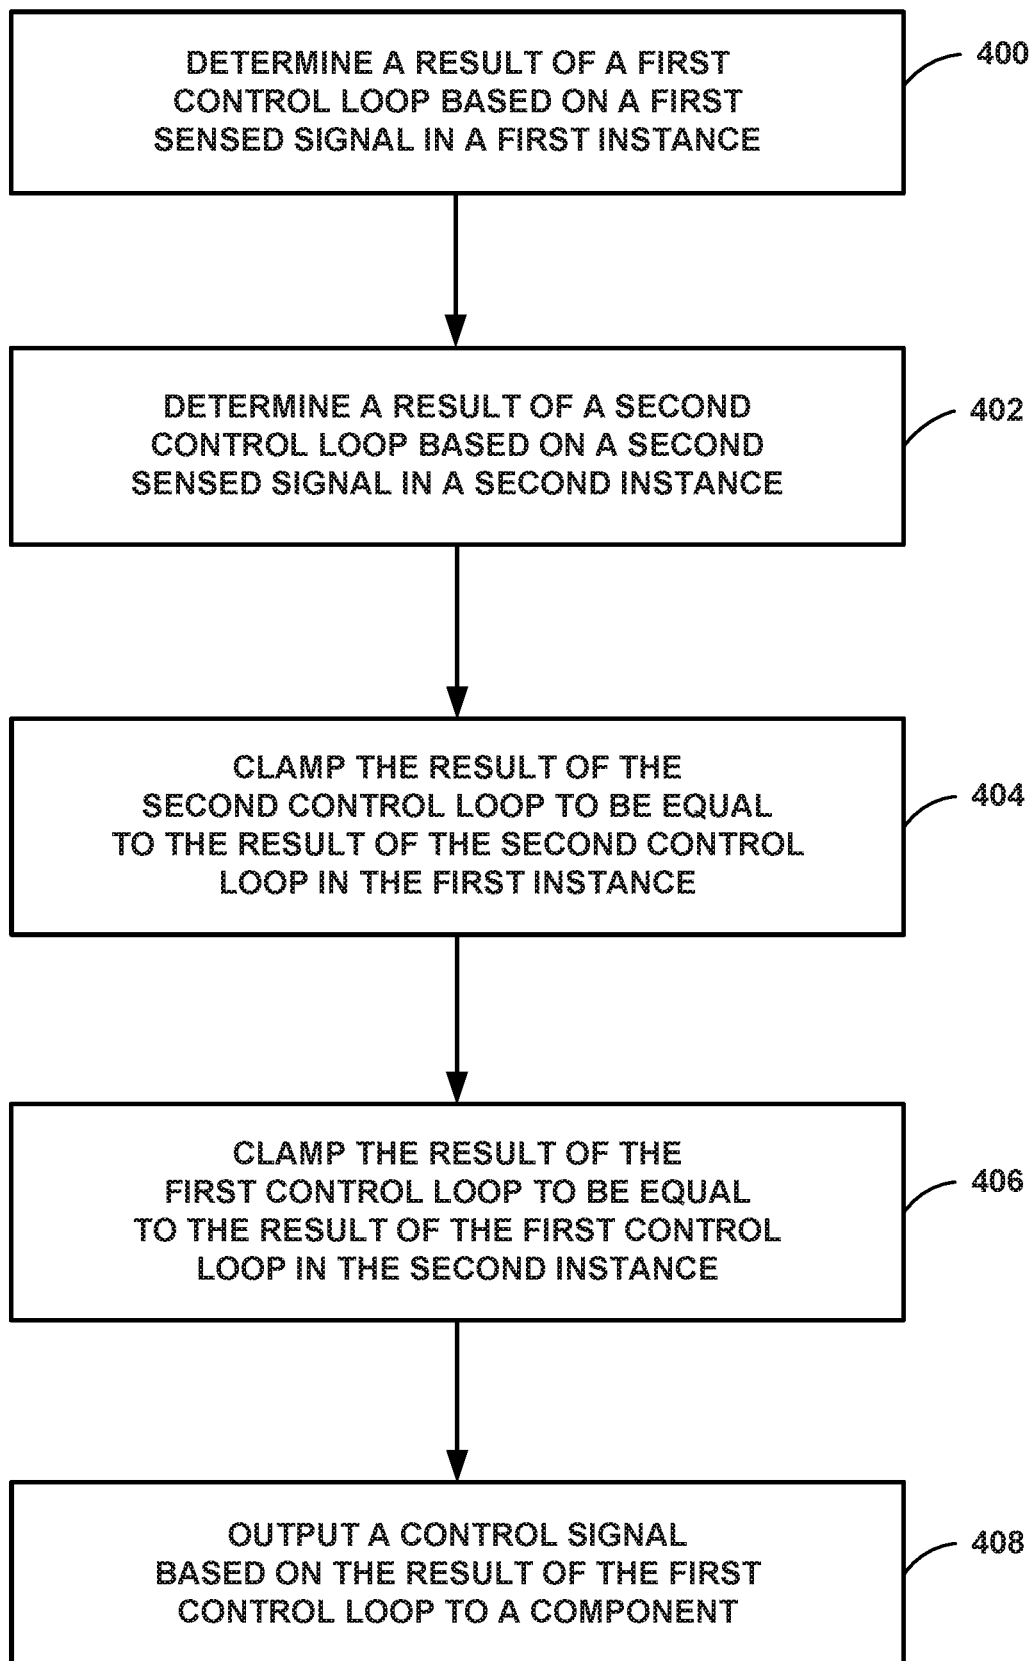 DETERMINE A RESULT OF A FIRST
CONTROL LOOP BASED ON A FIRST
SENSED SIGNAL IN A FIRST INSTANCE
400
DETERMINE A RESULT OF A SECOND
CONTROL LOOP BASED ON A SECOND
SENSED SIGNAL IN A SECOND INSTANCE
402
CLAMP THE RESULT OF THE
SECOND CONTROL LOOP TO BE EQUAL
TO THE RESULT OF THE SECOND CONTROL
LOOP IN THE FIRST INSTANCE
404
CLAMP THE RESULT OF THE
FIRST CONTROL LOOP TO BE EQUAL
TO THE RESULT OF THE FIRST CONTROL
LOOP IN THE SECOND INSTANCE
406
OUTPUT A CONTROL SIGNAL
BASED ON THE RESULT OF THE FIRST
CONTROL LOOP TO A COMPONENT
408